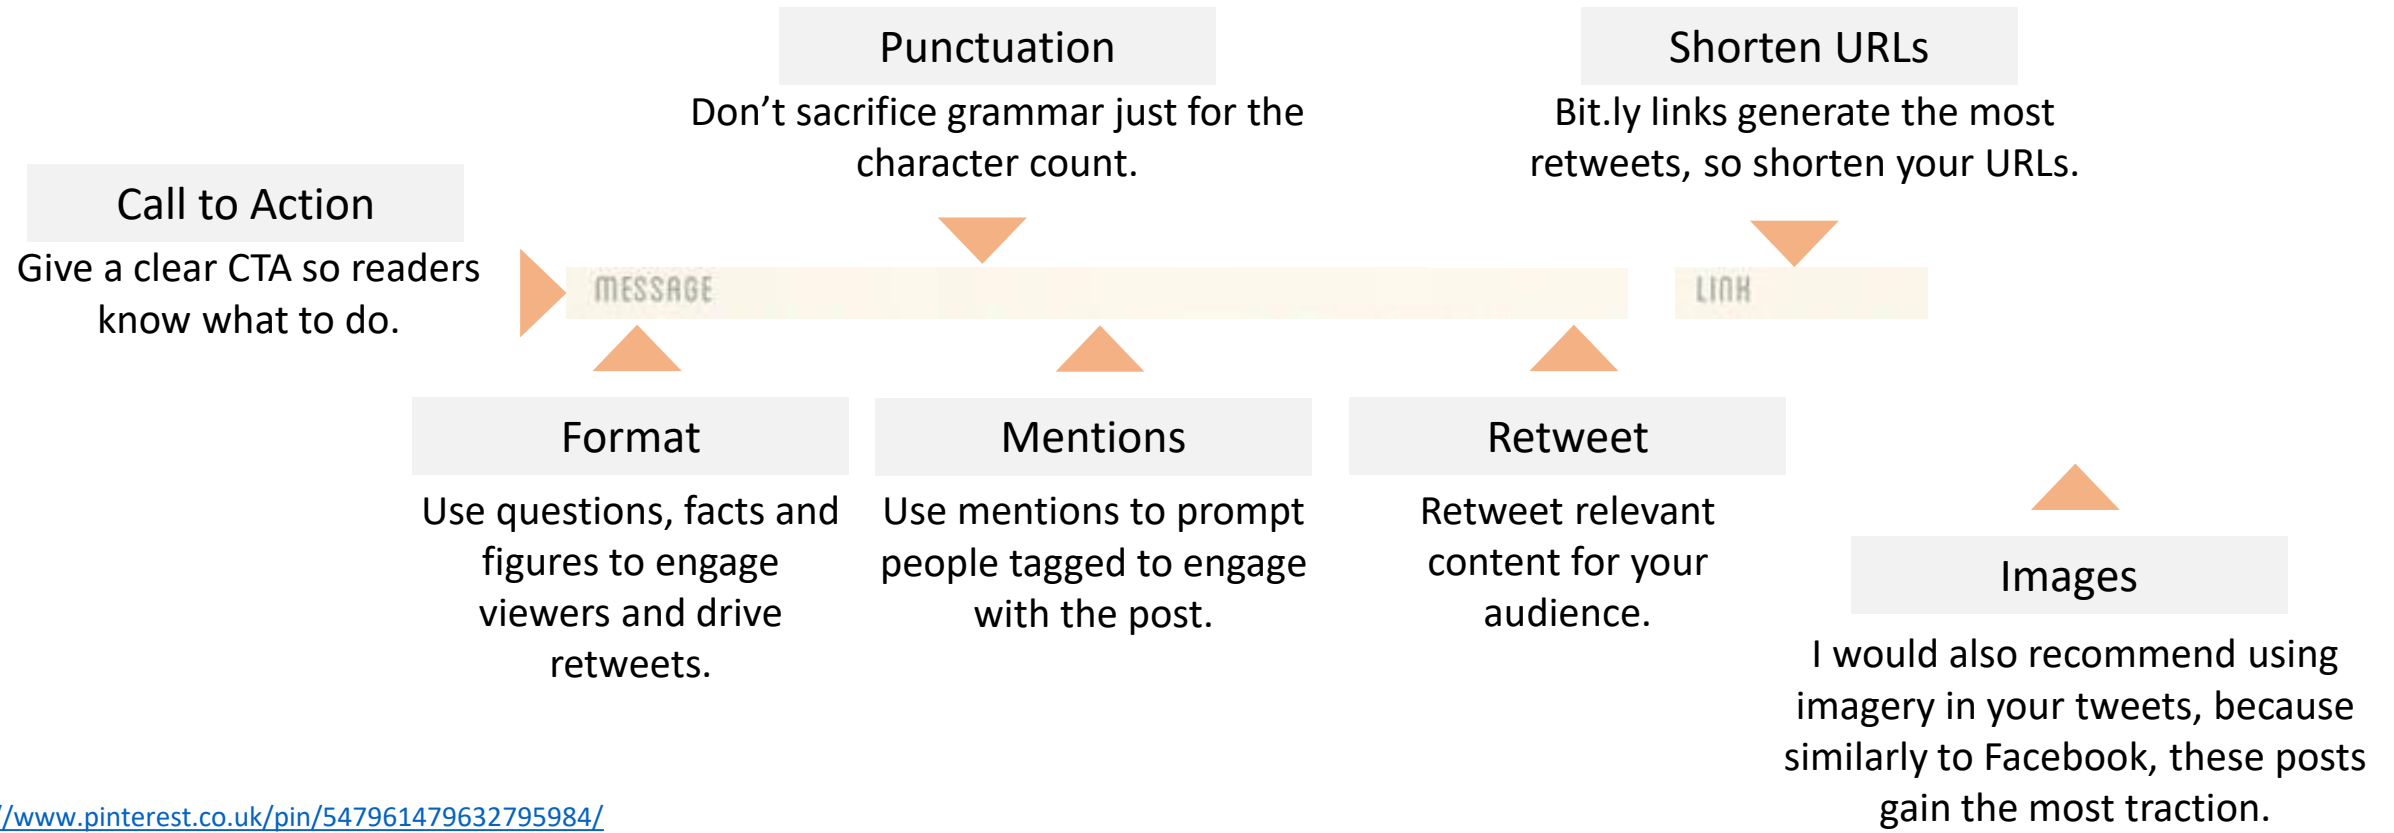 Punctuation
Don’t sacrifice grammar just for the
character count.
Shorten URLs
Bit.ly links generate the most
retweets, so shorten your URLs.
Call to Action
Give a clear CTA so readers
know what to do.
MESSAGE
LINK
Format
Use questions, facts and
figures to engage
viewers and drive
retweets.
Mentions
Use mentions to prompt
people tagged to engage
with the post.
Retweet
Retweet relevant
content for your
audience.
Images
I would also recommend using
imagery in your tweets, because
similarly to Facebook, these posts
gain the most traction.
//www.pinterest.co.uk/pin/547961479632795984/